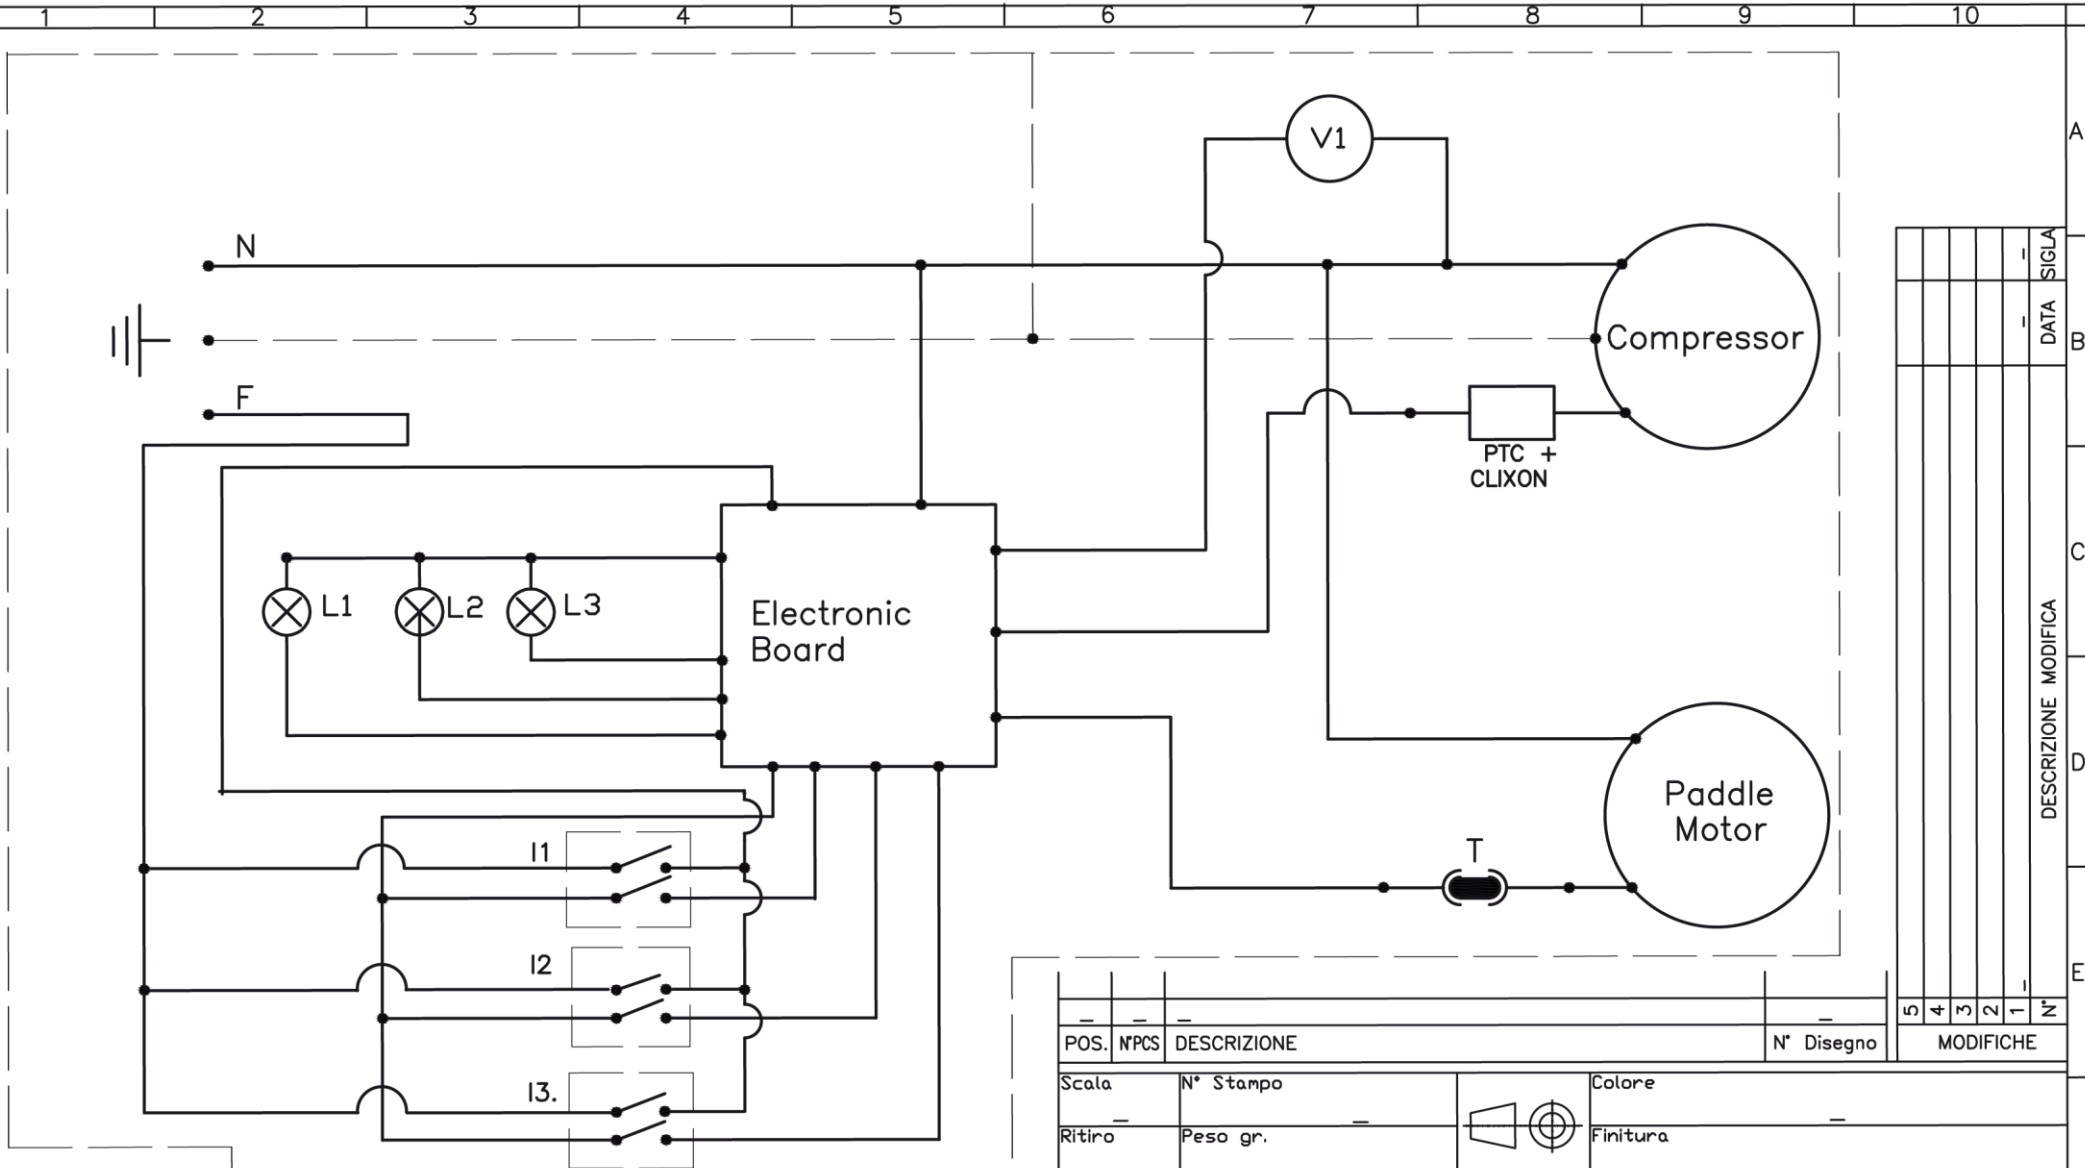 1 2 3 4 5 6 7 8 9 10
A
V1
N
SIGLA
–
F
Compressor
DATA
–
B
PTC +
CLIXON
C
L1 L2 L3
Electronic
Board
DESCRIZIONE MODIFICA
D
Paddle
Motor
I1
T
I2
E
– – – –
–
5 4 3 2 1 N°
POS. N°PCS DESCRIZIONE N° Disegno
MODIFICHE
I3.
Scala N° Stampo Colore
– – –
Ritiro Peso gr. Finitura